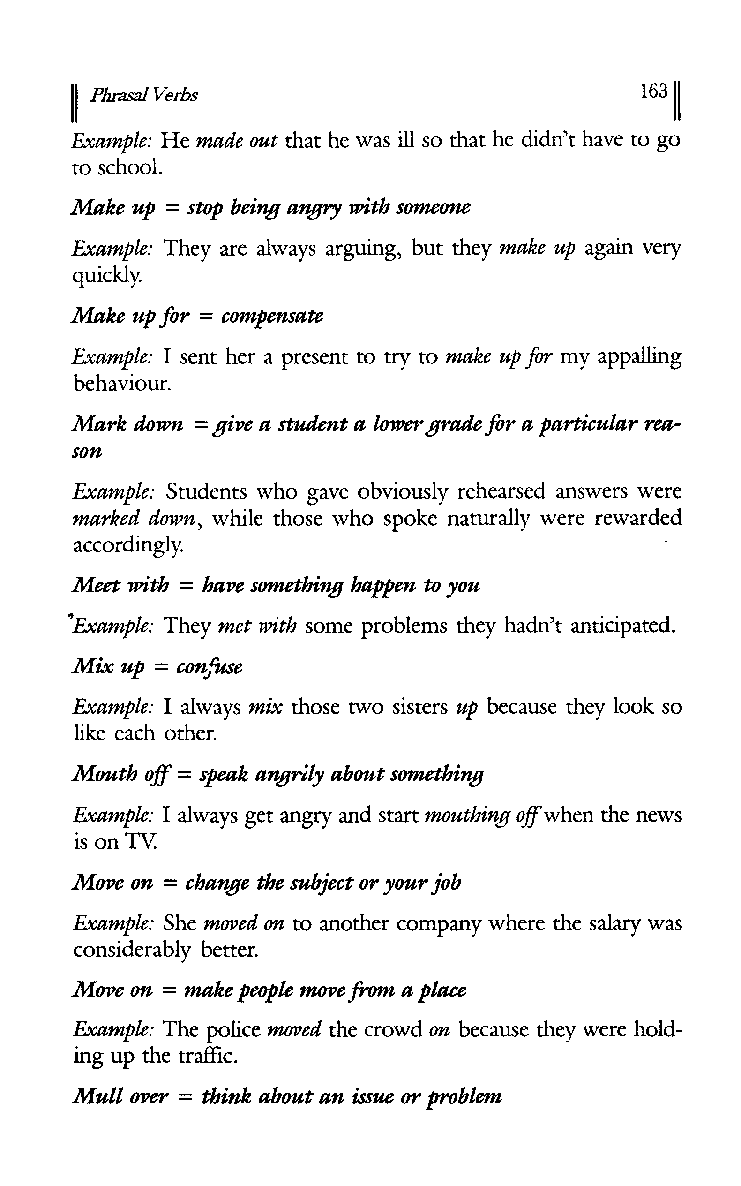 Phrasal Verbs 163
Example: He made out that he was ill so that he didn't have to go
to school.
Make up = stop being angry with someone
Example: They are always arguing, but they make up again very
quickly.
Make up for = compensate
Example: I sent her a present to try to make up for my appalling
behaviour.
Mark down = give a student a lower grade for a particular rea-
son
Example: Students who gave obviously rehearsed answers were
marked down, while those who spoke naturally were rewarded
accordingly.
Meet with = have something happen to you
Example: They met with some problems they hadn't anticipated.
Mix up = confuse
Example: I always mix those two sisters up because they look so
like each other.
Mouth off = speak angrily about something
Example: I always get angry and start mouthing off when the news
is on TV.
Move on = change the subject or your job
Example: She moved on to another company where the salary was
considerably better.
Move on = make people move from a place
Example: The police moved the crowd on because they were hold-
ing up the traffic.
Mull over = think about an issue or problem